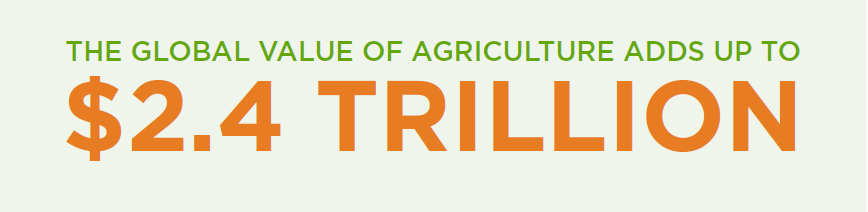 THE GLOBAL VALUE OF AGRICULTURE ADDS UP TO
$2.4 TRILLION